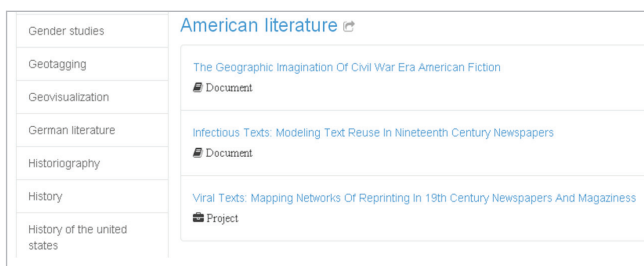 Gender studies
Geotagging
Geovisualization
German literature
Historiography
History
History of the united
states
American literature
The Geographic Imagination Of Civil War Era American Fiction
Document
Infectious Texts: Modeling Text Reuse In Nineteenth Century Newspapers
Document
Viral Texts: Mapping Networks Of Reprinting In 19th Century Newspapers And Magaziness
Project